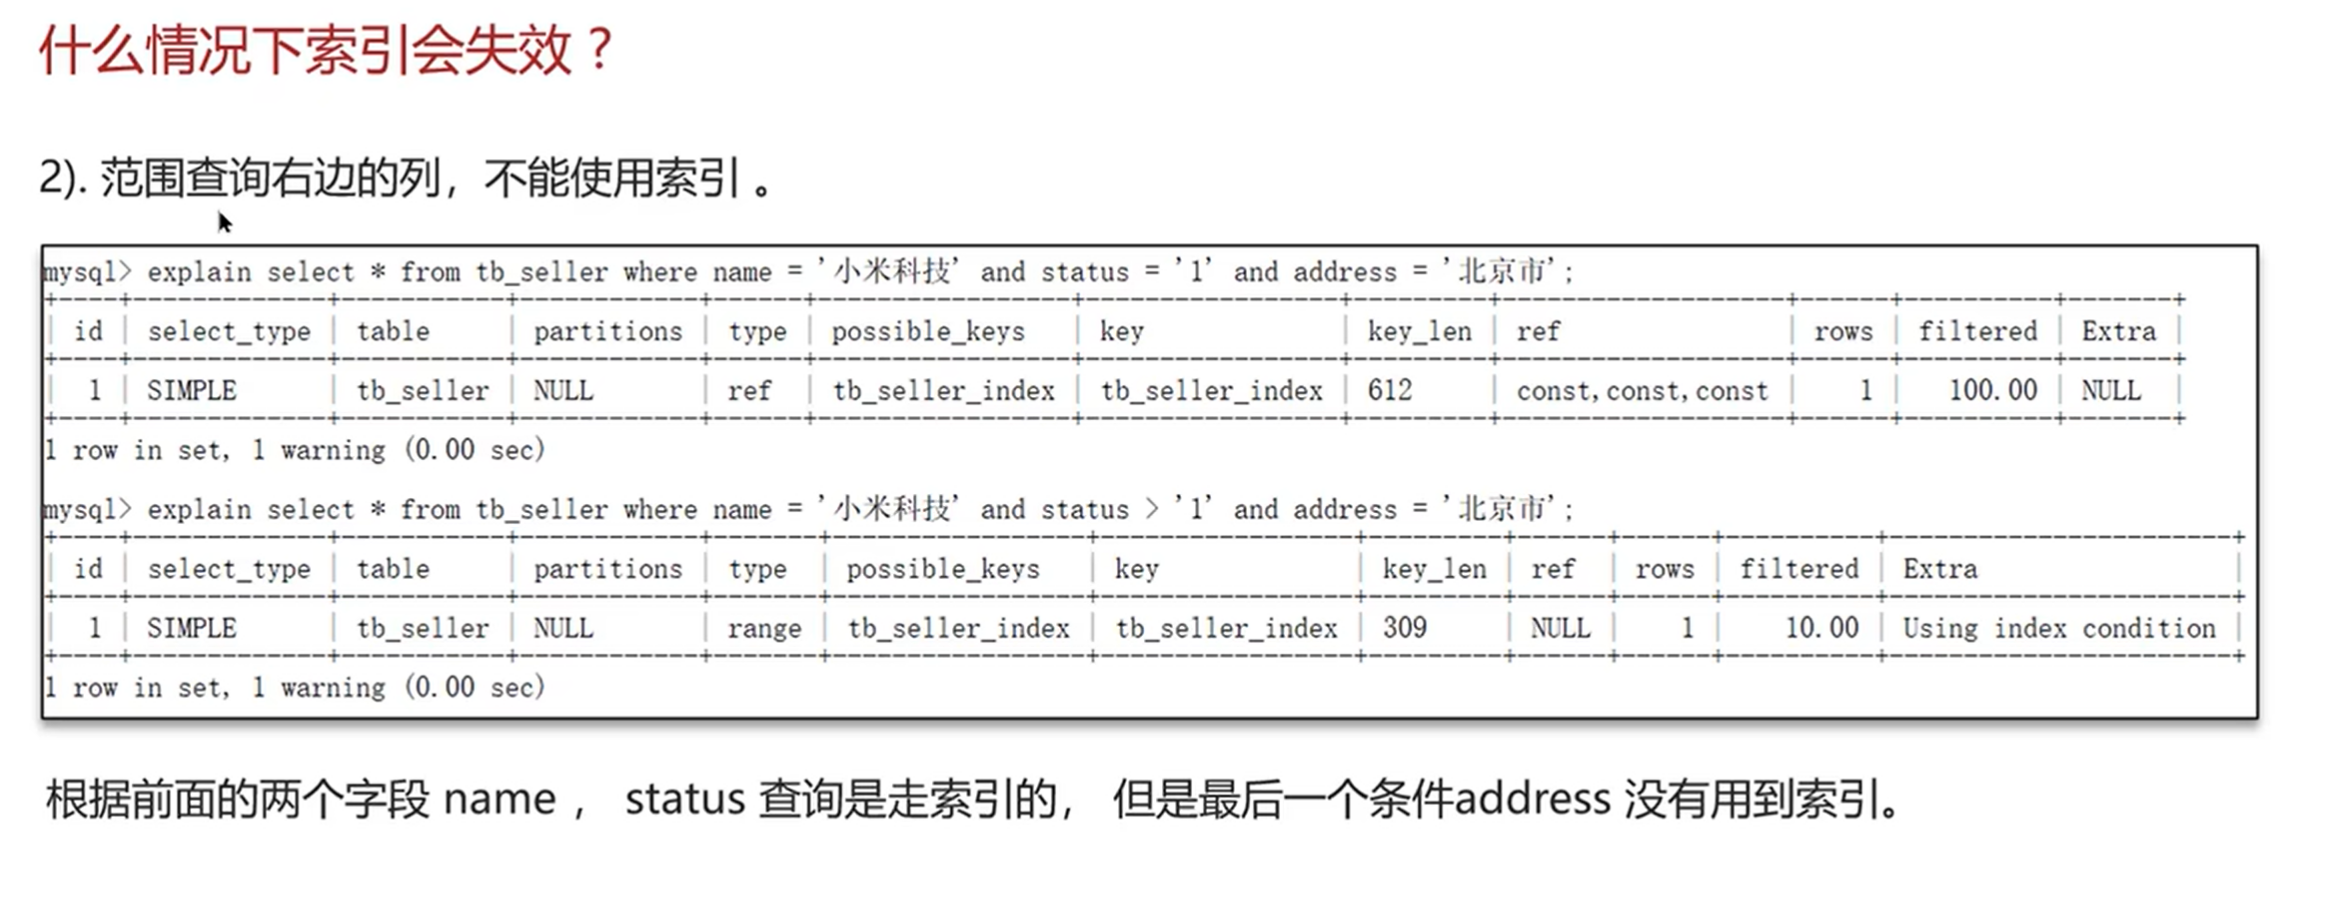 什么情况下索引会失效？
2). 范围查询右边的列，不能使用索引 。
mysql> explain select * from tb_seller where name = '小米科技' and status = '1' and address = '北京市';
| id | select_type | table | partitions | type | possible_keys | key | key_len | ref | rows | filtered | Extra |
| 1 | SIMPLE | tb_seller | NULL | ref | tb_seller_index | tb_seller_index | 612 | const,const,const | 1 | 100.00 | NULL |
1 row in set, 1 warning (0.00 sec)
mysql> explain select * from tb_seller where name = '小米科技' and status > '1' and address = '北京市';
| id | select_type | table | partitions | type | possible_keys | key | key_len | ref | rows | filtered | Extra |
| 1 | SIMPLE | tb_seller | NULL | range | tb_seller_index | tb_seller_index | 309 | NULL | 1 | 10.00 | Using index condition |
1 row in set, 1 warning (0.00 sec)
根据前面的两个字段 name ， status 查询是走索引的， 但是最后一个条件address 没有用到索引。